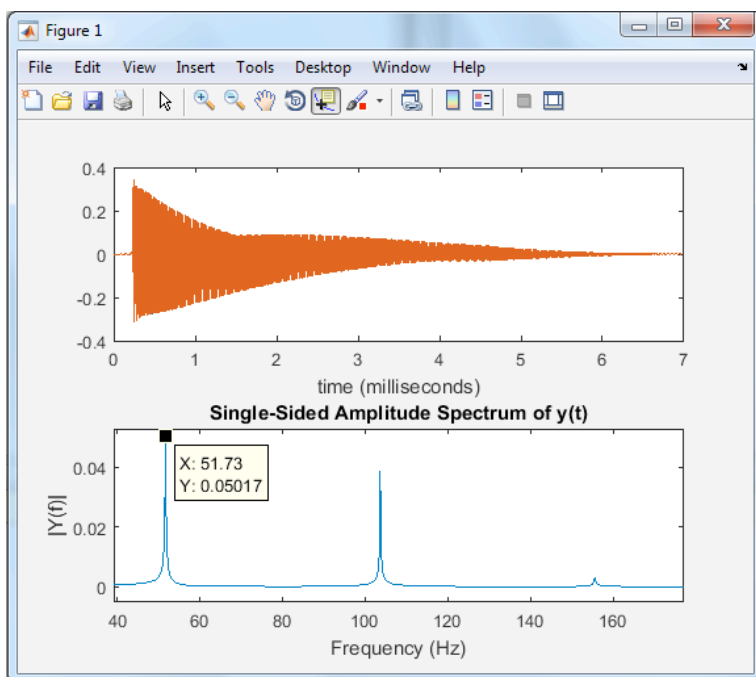 Figure 1
File Edit View Insert Tools Desktop Window Help
0.4
0.2
0
-0.2
-0.4
0 1 2 3 4 5 6 7
time (milliseconds)
Single-Sided Amplitude Spectrum of y(t)
X: 51.73
Y: 0.05017
|Y(f)|
0.04
0.02
0
40 60 80 100 120 140 160
Frequency (Hz)